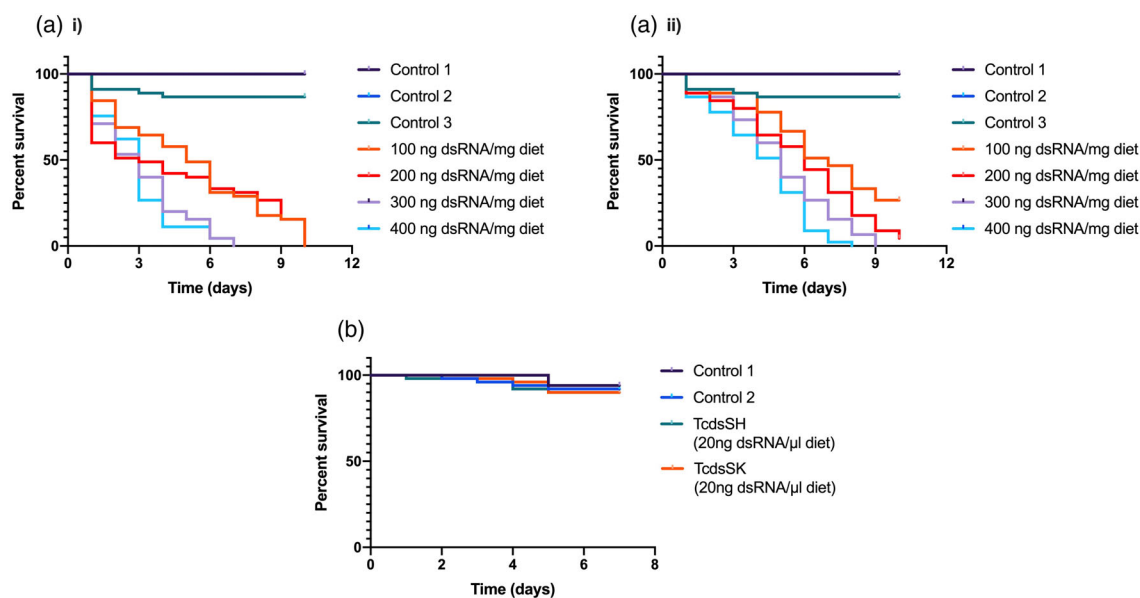 (a) i)
Percent survival
100
50
0
0 3 6 9 12
Time (days)
Control 1
Control 2
Control 3
100 ng dsRNA/mg diet
200 ng dsRNA/mg diet
300 ng dsRNA/mg diet
400 ng dsRNA/mg diet
(a) ii)
Percent survival
100
50
0
0 3 6 9 12
Time (days)
Control 1
Control 2
Control 3
100 ng dsRNA/mg diet
200 ng dsRNA/mg diet
300 ng dsRNA/mg diet
400 ng dsRNA/mg diet
(b)
Percent survival
100
50
0
0 2 4 6 8
Time (days)
Control 1
Control 2
TcdsSH
(20ng dsRNA/µl diet)
TcdsSK
(20ng dsRNA/µl diet)